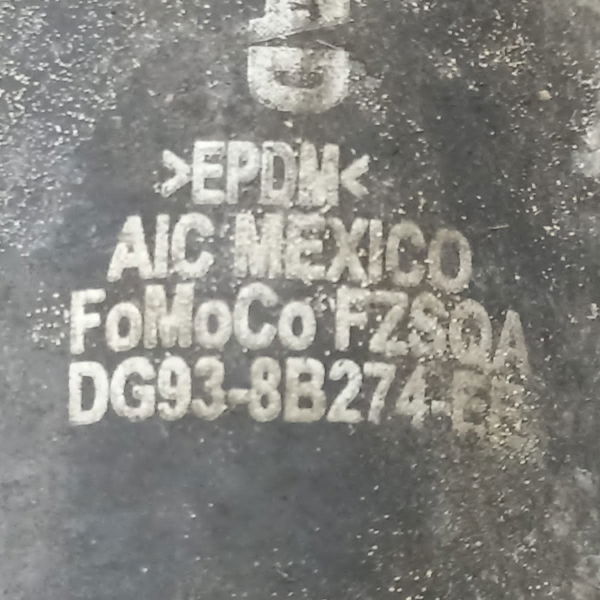 >EPDM<
AIC MEXICO
FoMoCo FZSQA
DG93-8B274-